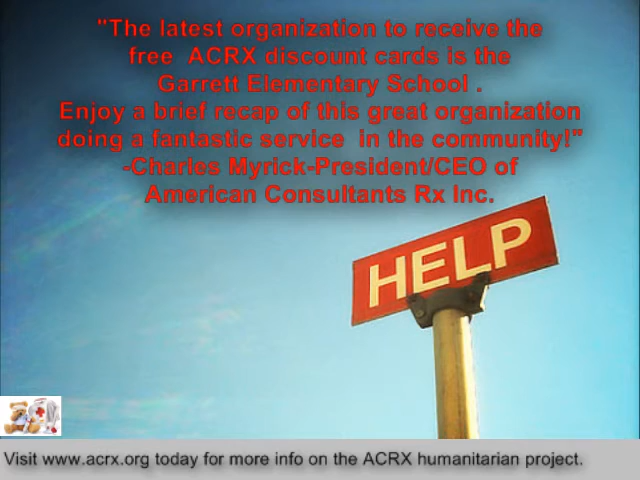 "The latest organization to receive the
free  ACRX discount cards is the
Garrett Elementary School .
Enjoy a brief recap of this great organization
doing a fantastic service  in the community!"
-Charles Myrick-President/CEO of
American Consultants Rx Inc.
HELP
Visit www.acrx.org today for more info on the ACRX humanitarian project.